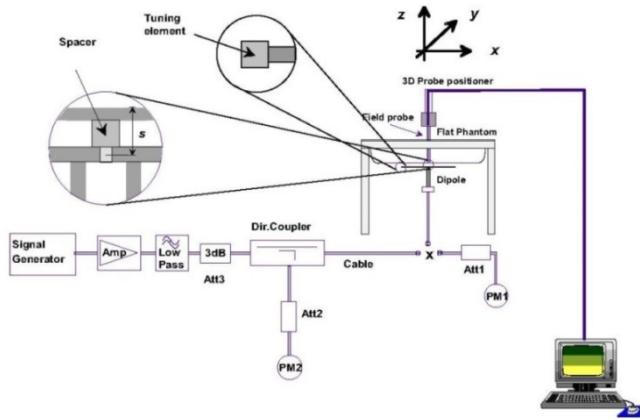 Tuning
element
Spacer
s
z
y
x
3D Probe positioner
Field probe
Flat Phantom
Dipole
Signal
Generator
Amp
Low
Pass
3dB
Att3
Dir.Coupler
Cable
x
Att1
PM1
Att2
PM2